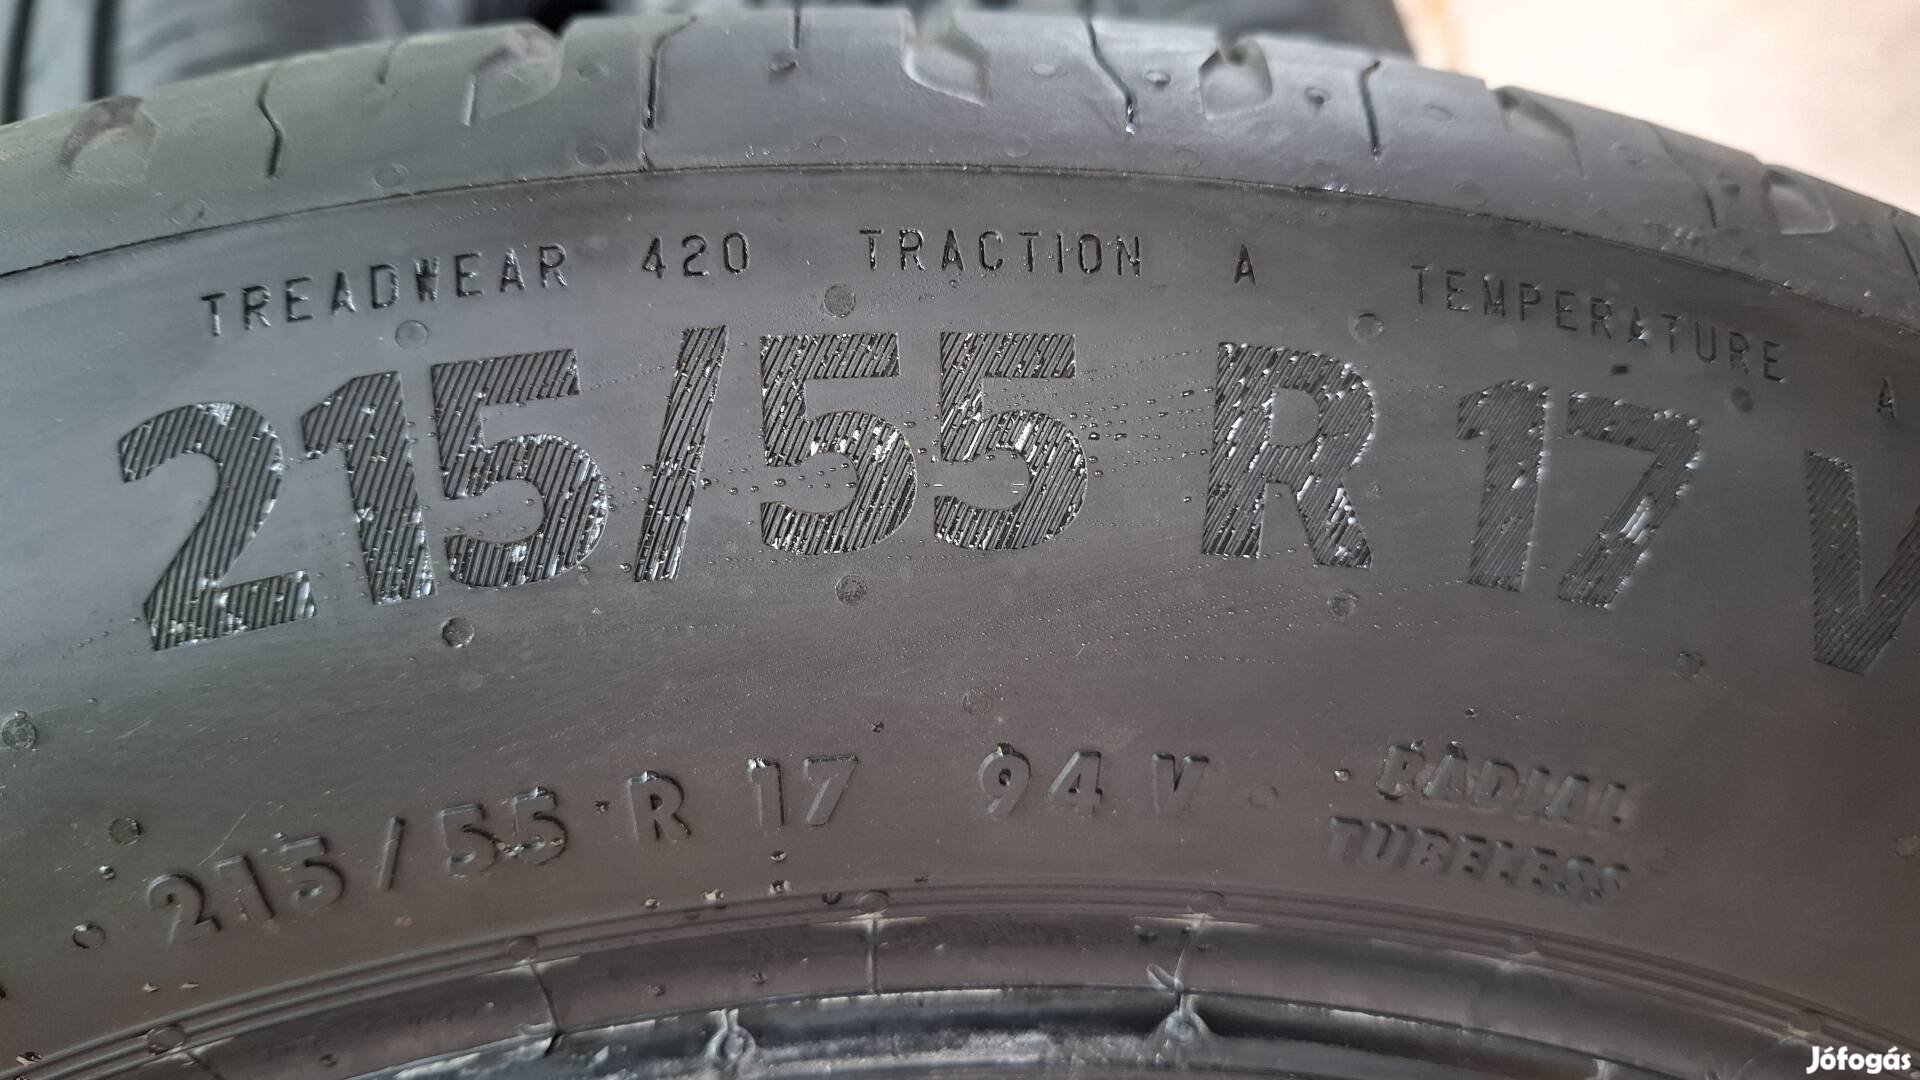 TREADWEAR 420 TRACTION A TEMPERATURE A
215/55 R 17 V
215/55 R 17 94 V
RADIAL
TUBELESS
Jófogás